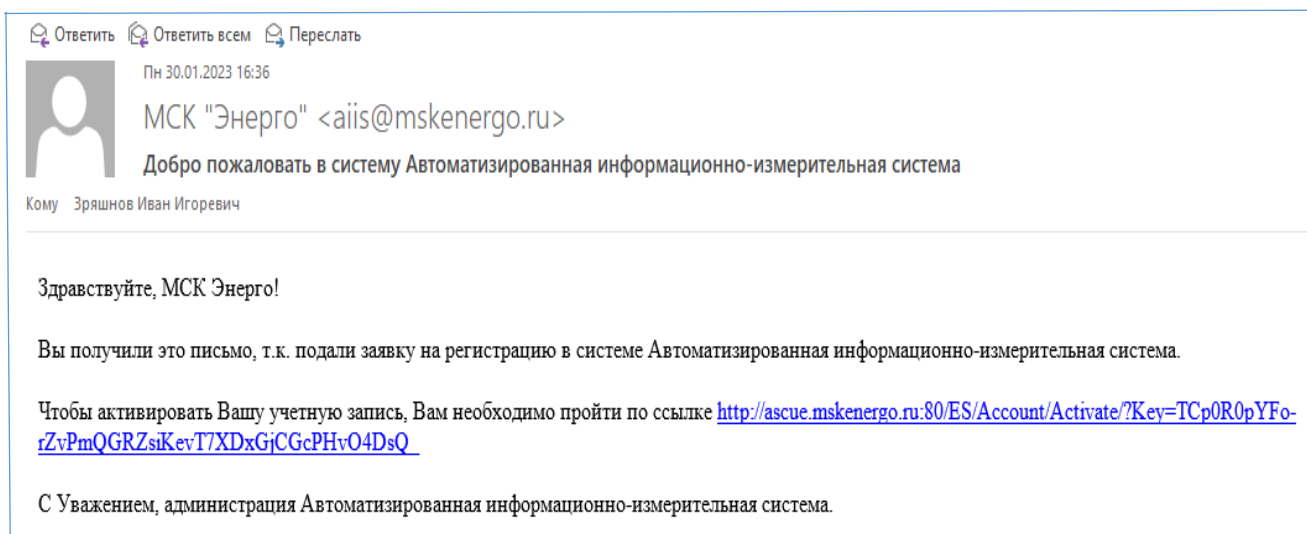 Ответить Ответить всем Переслать
Пн 30.01.2023 16:36
МСК "Энерго" <aiis@mskenergo.ru>
Добро пожаловать в систему Автоматизированная информационно-измерительная система
Кому Зряшнов Иван Игоревич
Здравствуйте, МСК Энерго!
Вы получили это письмо, т.к. подали заявку на регистрацию в системе Автоматизированная информационно-измерительная система.
Чтобы активировать Вашу учетную запись, Вам необходимо пройти по ссылке http://ascue.mskenergo.ru:80/ES/Account/Activate/?Key=TCp0R0pYFo-
rZvPmQGRZsiKevT7XDxGjCGcPHvO4DsQ
С Уважением, администрация Автоматизированная информационно-измерительная система.